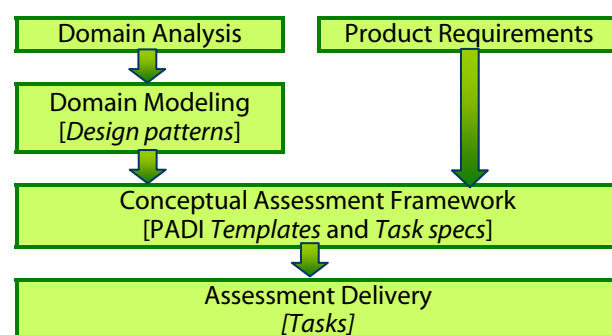 Domain Analysis
Product Requirements
Domain Modeling
[Design patterns]
Conceptual Assessment Framework
[PADI Templates and Task specs]
Assessment Delivery
[Tasks]